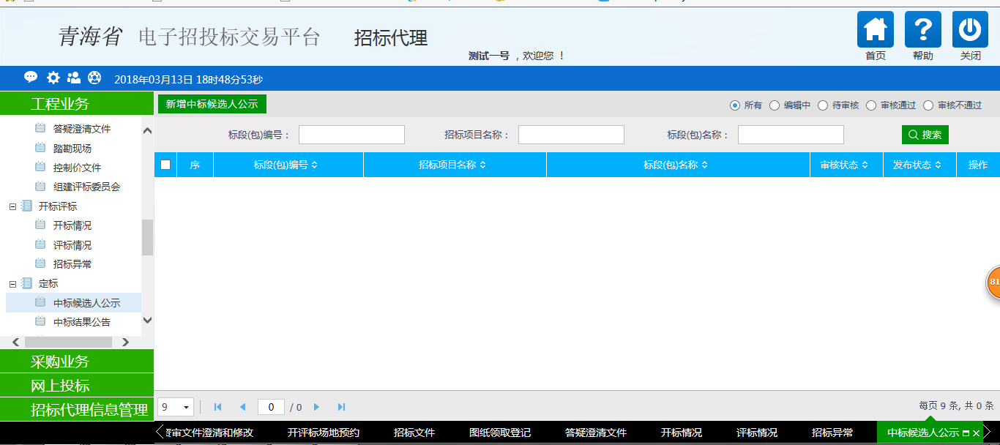 青海省 电子招投标交易平台 招标代理
测试一号 ，欢迎您 ！
首页 帮助 关闭
2018年03月13日 18时48分53秒
工程业务
答疑澄清文件
踏勘现场
控制价文件
组建评标委员会
开标评标
开标情况
评标情况
招标异常
定标
中标候选人公示
中标结果公告
采购业务
网上投标
招标代理信息管理
新增中标候选人公示
所有 编辑中 待审核 审核通过 审核不通过
标段(包)编号： 招标项目名称： 标段(包)名称： 搜索
序 标段(包)编号 招标项目名称 标段(包)名称 审核状态 发布状态 操作
81
9 0 / 0 每页 9 条, 共 0 条
资审文件澄清和修改 开评标场地预约 招标文件 图纸领取登记 答疑澄清文件 开标情况 评标情况 招标异常 中标候选人公示